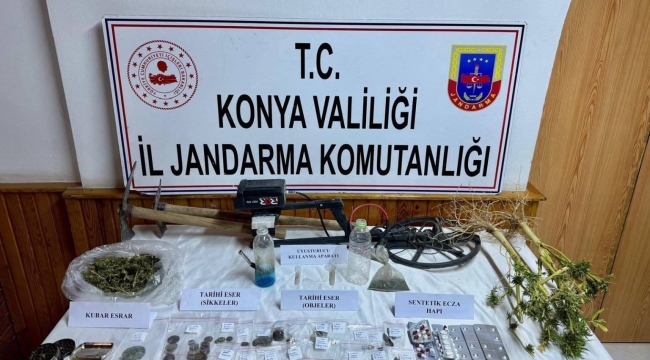 T.C.
KONYA VALİLİĞİ
İL JANDARMA KOMUTANLIĞI
JANDARMA
UYUŞTURUCU
KULLANMA APARATI
KUBAR ESRAR
TARİHİ ESER
(SİKKELER)
TARİHİ ESER
(OBJELER)
SENTETİK ECZA
HAPI